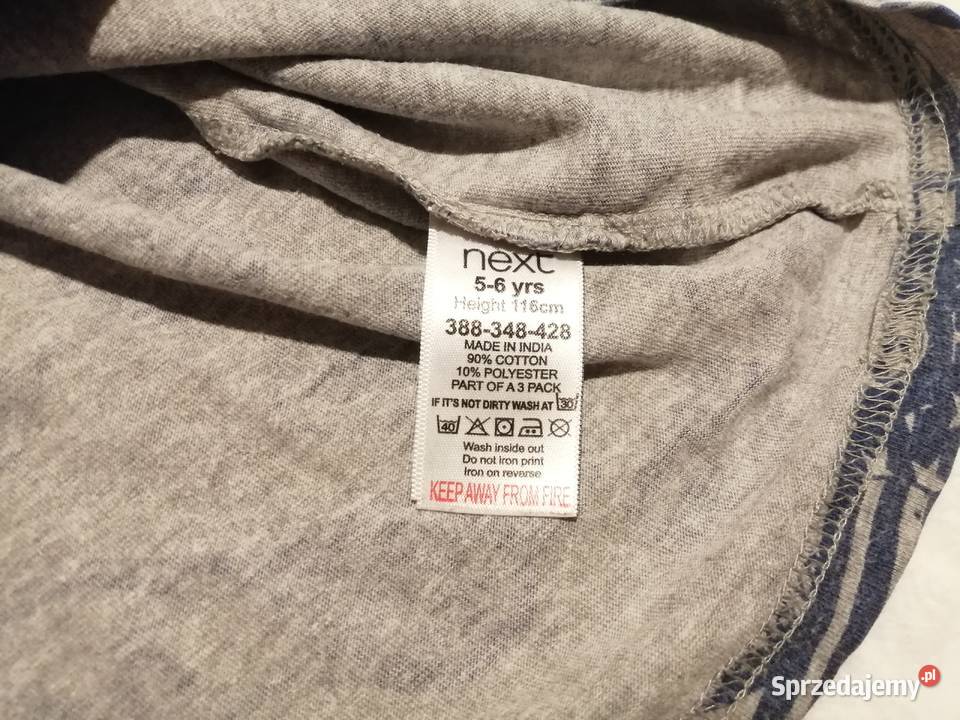 next
5-6 yrs
Height 116cm
388-348-428
MADE IN INDIA
90% COTTON
10% POLYESTER
PART OF A 3 PACK
IF IT'S NOT DIRTY WASH AT 30
40
Wash inside out
Do not iron print
Iron on reverse
KEEP AWAY FROM FIRE
Sprzedajemy.pl